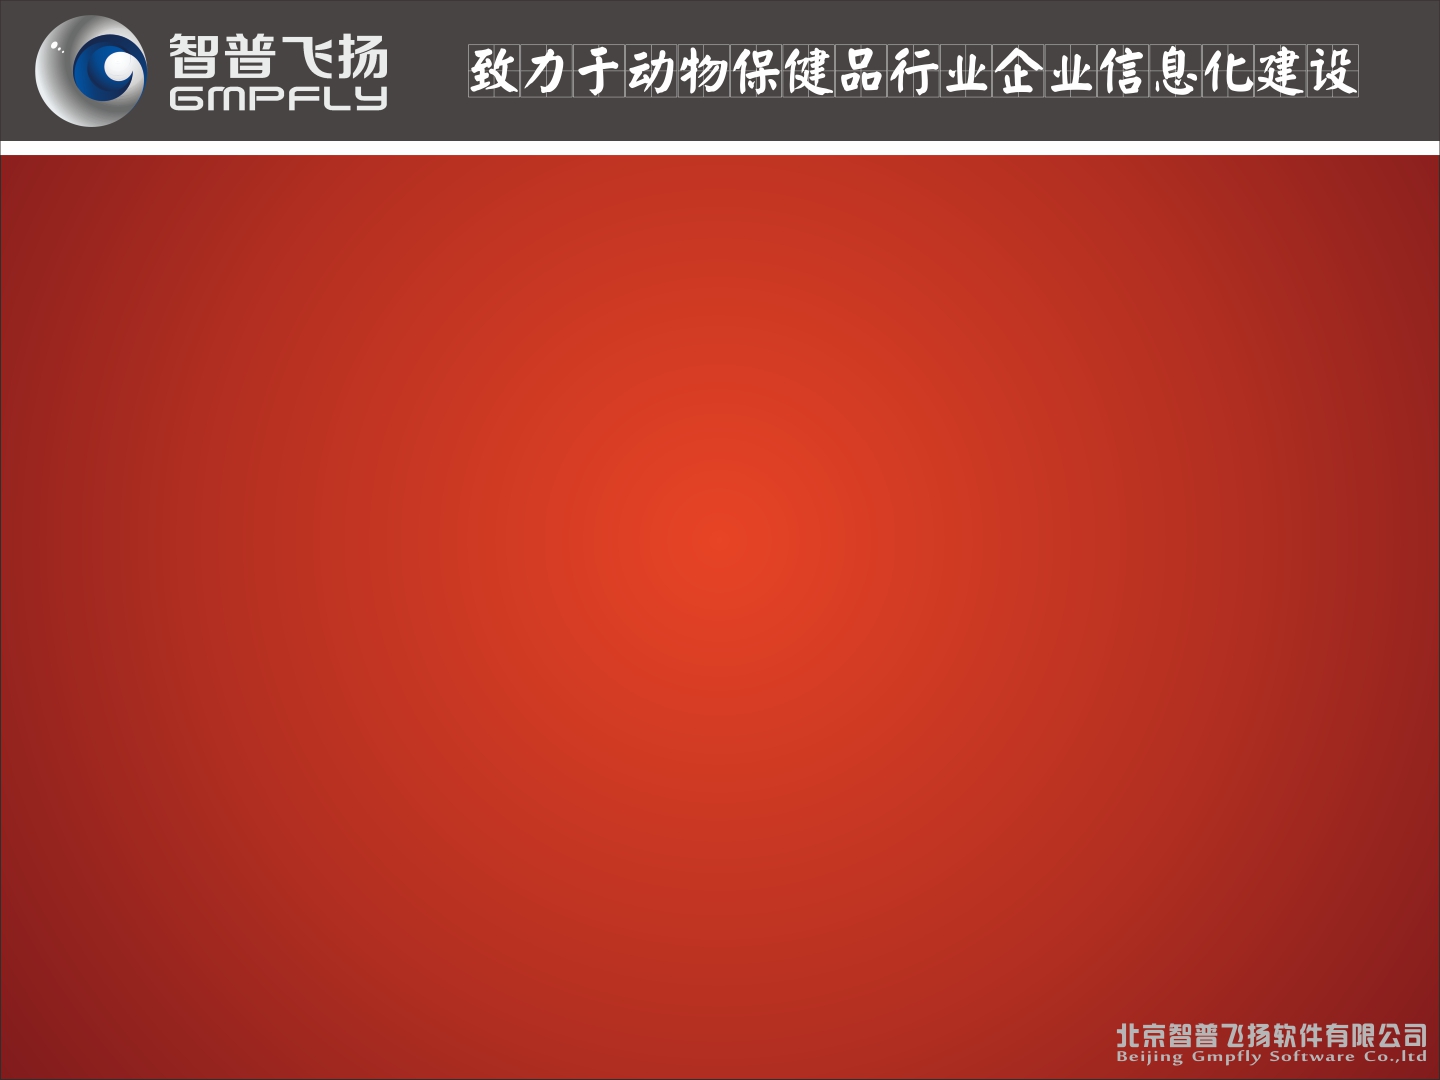 智普飞扬
GMPFLY
致力于动物保健品行业企业信息化建设
北京智普飞扬软件有限公司
Beijing Gmpfly Software Co.,ltd